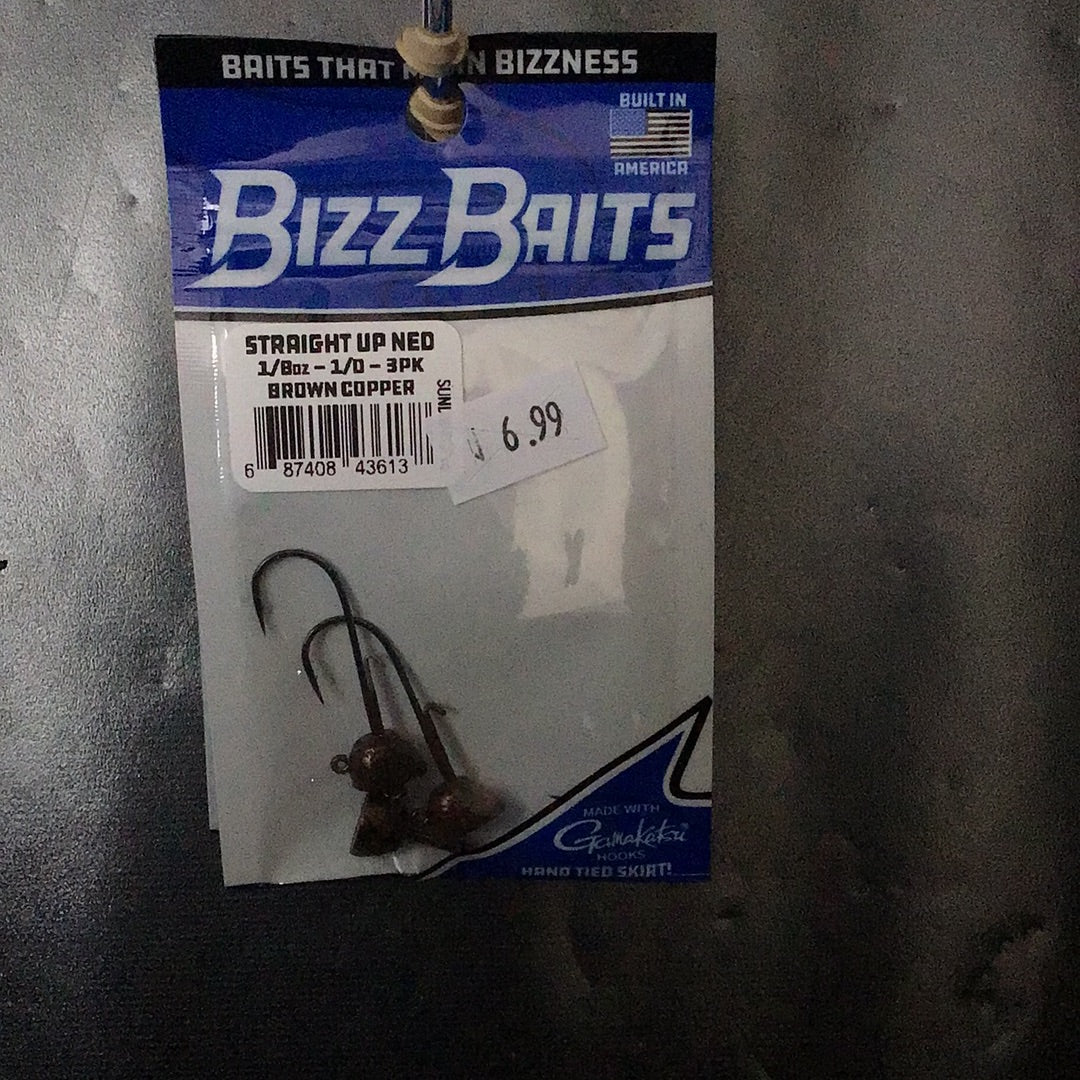 BAITS THAT BIZZNESS
BUILT IN
AMERICA
BIZZ BAITS
STRAIGHT UP NED
1/8oz – 1/0 – 3PK
BROWN COPPER
SUNL
6 87408 43613
6.99
MADE WITH
Gamakatsu
HOOKS
HAND TIED SKIRT!